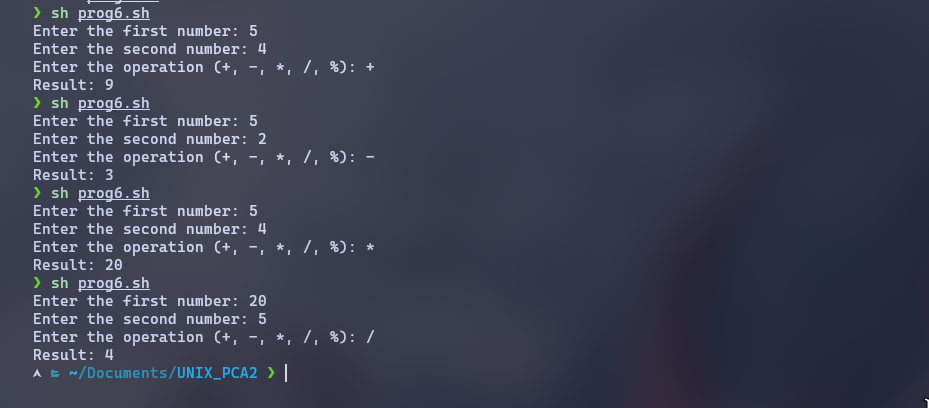 ❯ sh prog6.sh
Enter the first number: 5
Enter the second number: 4
Enter the operation (+, -, *, /, %): +
Result: 9
❯ sh prog6.sh
Enter the first number: 5
Enter the second number: 2
Enter the operation (+, -, *, /, %): -
Result: 3
❯ sh prog6.sh
Enter the first number: 5
Enter the second number: 4
Enter the operation (+, -, *, /, %): *
Result: 20
❯ sh prog6.sh
Enter the first number: 20
Enter the second number: 5
Enter the operation (+, -, *, /, %): /
Result: 4
~/Documents/UNIX_PCA2 ❯